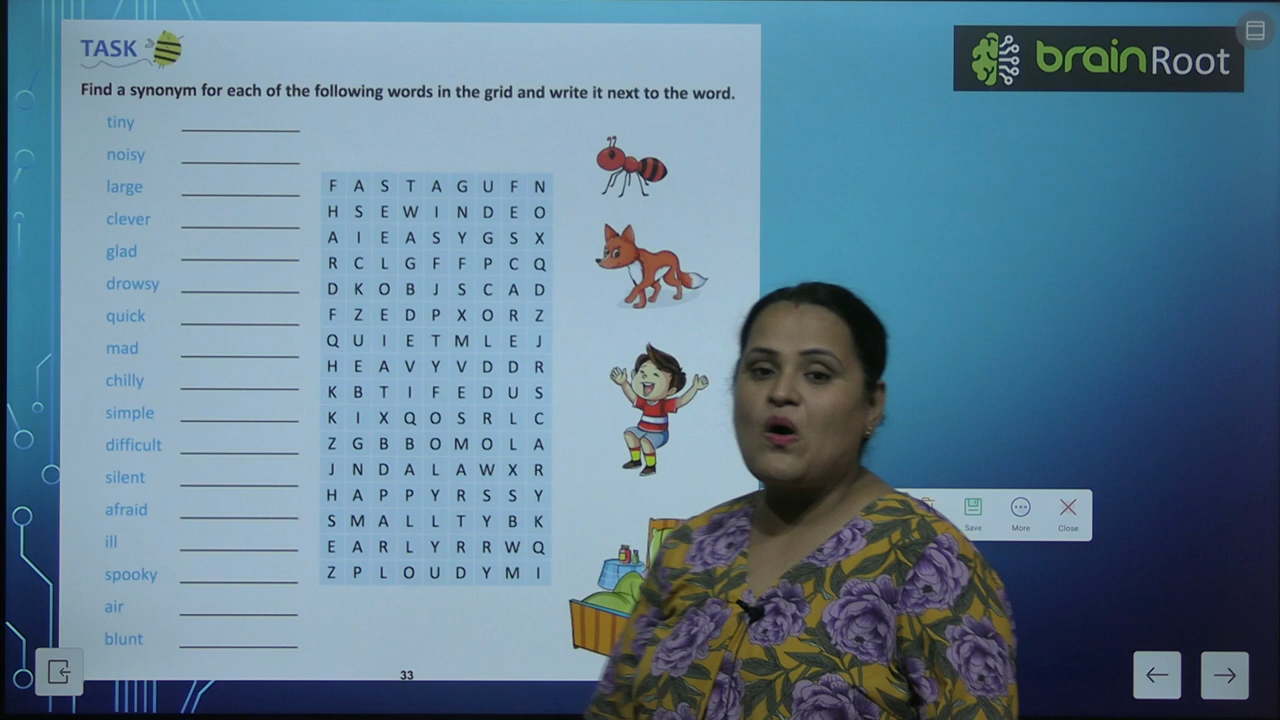 TASK
brainRoot
Find a synonym for each of the following words in the grid and write it next to the word.
tiny
noisy
large
clever
glad
drowsy
quick
mad
chilly
simple
difficult
silent
afraid
ill
spooky
air
blunt
F A S T A G U F N
H S E W I N D E O
A I E A S Y G S X
R C L G F F P C Q
D K O B J S C A D
F Z E D P X O R Z
Q U I E T M L E J
H E A V Y V D D R
K B T I F E D U S
K I X Q O S R L C
Z G B B O M O L A
J N D A L A W X R
H A P P Y R S S Y
S M A L L T Y B K
E A R L Y R R W Q
Z P L O U D Y M I
33
Save
More
Close